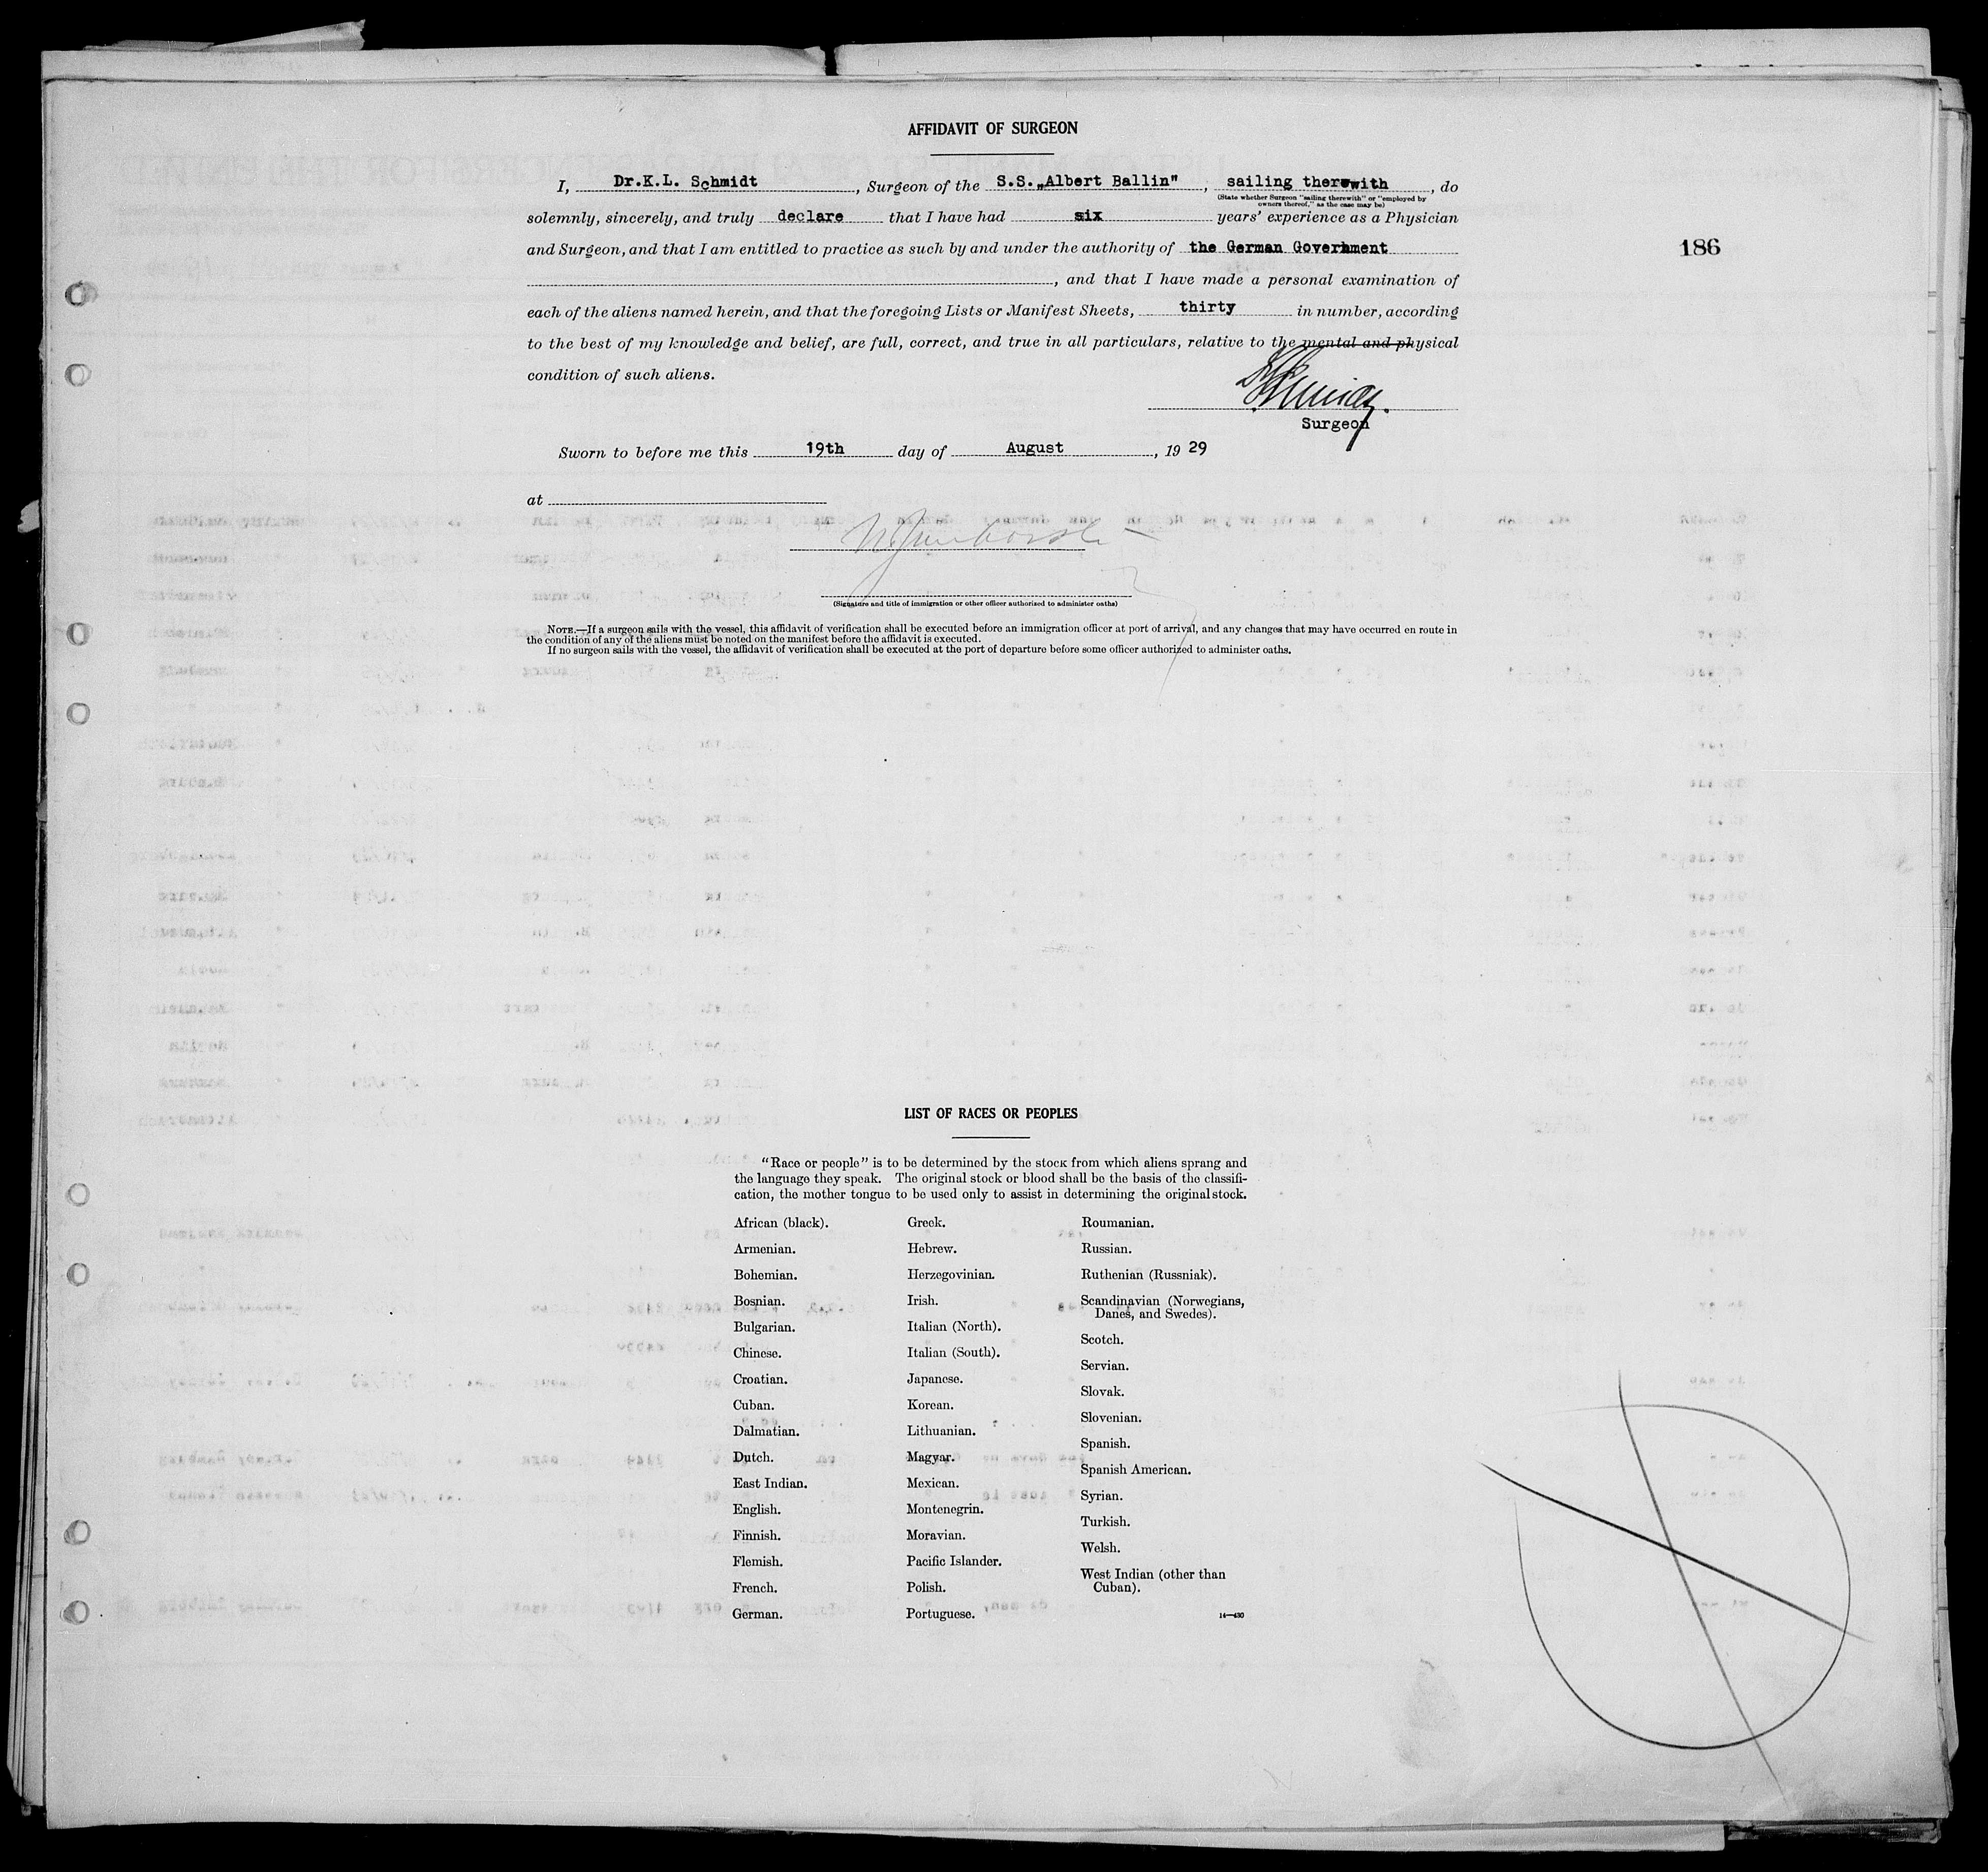 AFFIDAVIT OF SURGEON
I, Dr.K.L. Schmidt, Surgeon of the S.S. „Albert Ballin", sailing therewith, do
(State whether Surgeon "sailing therewith" or "employed by
owners thereof," as the case may be)
solemnly, sincerely, and truly declare that I have had six years' experience as a Physician
and Surgeon, and that I am entitled to practice as such by and under the authority of the German Government
186
, and that I have made a personal examination of
each of the aliens named herein, and that the foregoing Lists or Manifest Sheets, thirty in number, according
to the best of my knowledge and belief, are full, correct, and true in all particulars, relative to the mental and physical
condition of such aliens.
Surgeon
Sworn to before me this 19th day of August, 19 29
at
(Signature and title of immigration or other officer authorized to administer oaths)
NOTE.—If a surgeon sails with the vessel, this affidavit of verification shall be executed before an immigration officer at port of arrival, and any changes that may have occurred en route in
the condition of any of the aliens must be noted on the manifest before the affidavit is executed.
If no surgeon sails with the vessel, the affidavit of verification shall be executed at the port of departure before some officer authorized to administer oaths.
LIST OF RACES OR PEOPLES
"Race or people" is to be determined by the stock from which aliens sprang and
the language they speak. The original stock or blood shall be the basis of the classifi-
cation, the mother tongue to be used only to assist in determining the original stock.
African (black).
Armenian.
Bohemian.
Bosnian.
Bulgarian.
Chinese.
Croatian.
Cuban.
Dalmatian.
Dutch.
East Indian.
English.
Finnish.
Flemish.
French.
German.
Greek.
Hebrew.
Herzegovinian.
Irish.
Italian (North).
Italian (South).
Japanese.
Korean.
Lithuanian.
Magyar.
Mexican.
Montenegrin.
Moravian.
Pacific Islander.
Polish.
Portuguese.
Roumanian.
Russian.
Ruthenian (Russniak).
Scandinavian (Norwegians,
Danes, and Swedes).
Scotch.
Servian.
Slovak.
Slovenian.
Spanish.
Spanish American.
Syrian.
Turkish.
Welsh.
West Indian (other than
Cuban).
14—430